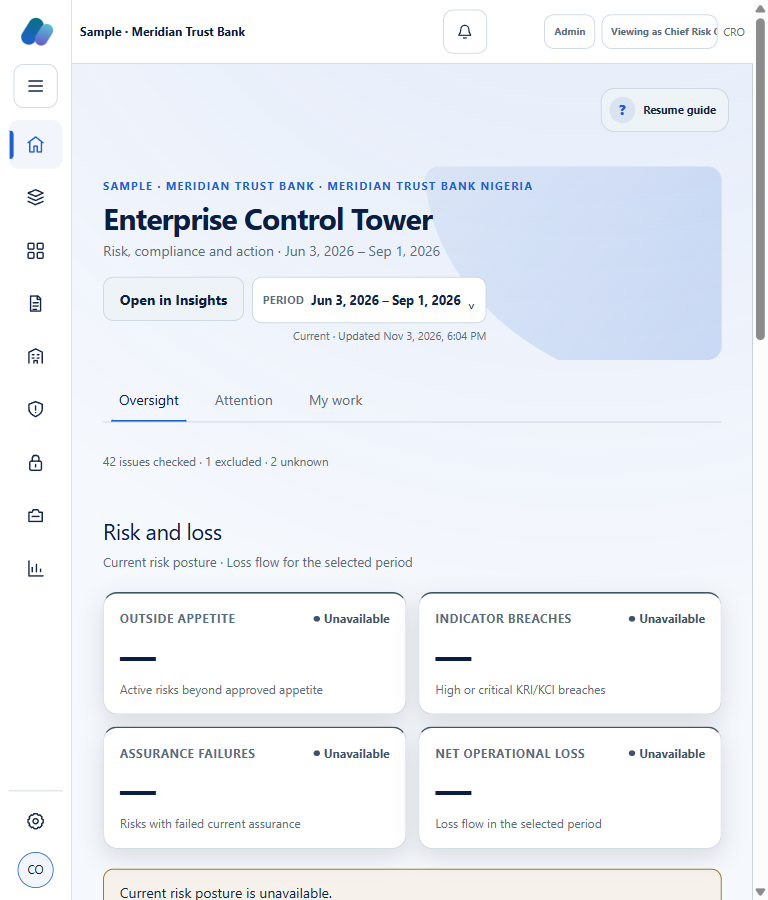 Sample · Meridian Trust Bank
Admin
Viewing as Chief Risk
CRO
? Resume guide
SAMPLE · MERIDIAN TRUST BANK · MERIDIAN TRUST BANK NIGERIA
Enterprise Control Tower
Risk, compliance and action · Jun 3, 2026 – Sep 1, 2026
Open in Insights
PERIOD Jun 3, 2026 – Sep 1, 2026
Current · Updated Nov 3, 2026, 6:04 PM
Oversight Attention My work
42 issues checked · 1 excluded · 2 unknown
Risk and loss
Current risk posture · Loss flow for the selected period
OUTSIDE APPETITE • Unavailable
—
Active risks beyond approved appetite
INDICATOR BREACHES • Unavailable
—
High or critical KRI/KCI breaches
ASSURANCE FAILURES • Unavailable
—
Risks with failed current assurance
NET OPERATIONAL LOSS • Unavailable
—
Loss flow in the selected period
CO
Current risk posture is unavailable.